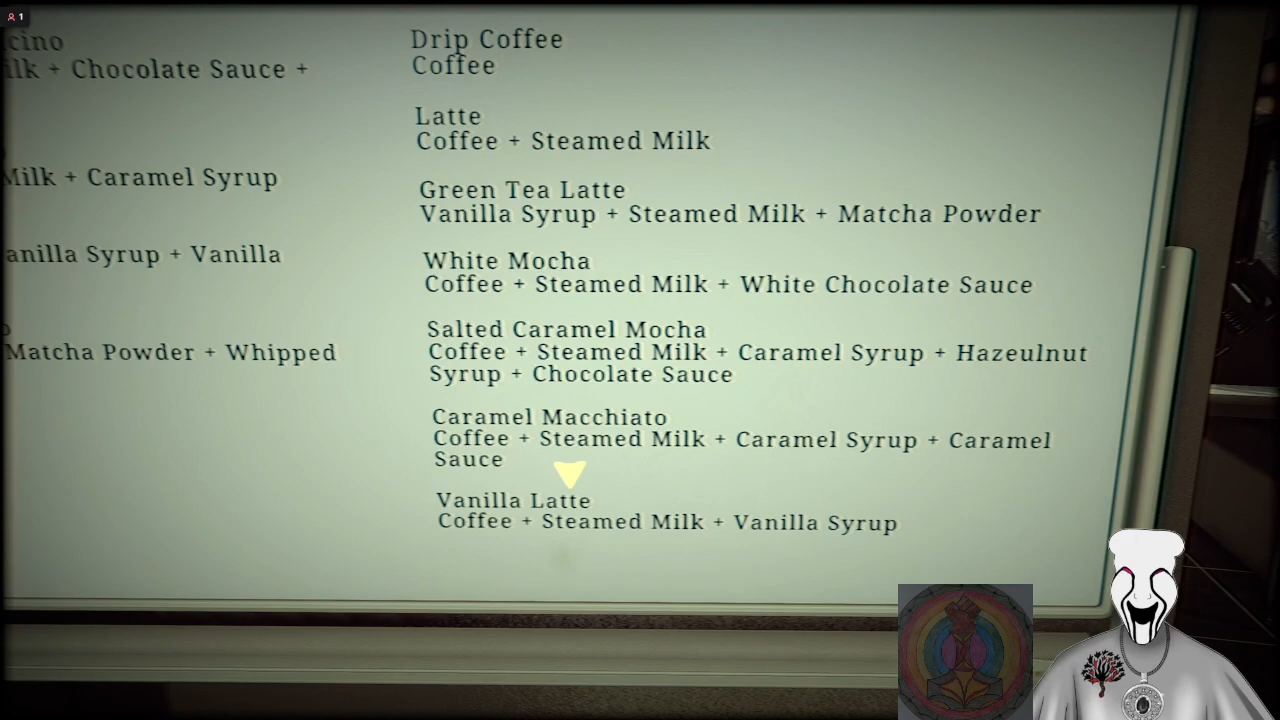 1
cino
ilk + Chocolate Sauce +
Milk + Caramel Syrup
anilla Syrup + Vanilla
Matcha Powder + Whipped
Drip Coffee
Coffee
Latte
Coffee + Steamed Milk
Green Tea Latte
Vanilla Syrup + Steamed Milk + Matcha Powder
White Mocha
Coffee + Steamed Milk + White Chocolate Sauce
Salted Caramel Mocha
Coffee + Steamed Milk + Caramel Syrup + Hazeulnut
Syrup + Chocolate Sauce
Caramel Macchiato
Coffee + Steamed Milk + Caramel Syrup + Caramel
Sauce
Vanilla Latte
Coffee + Steamed Milk + Vanilla Syrup